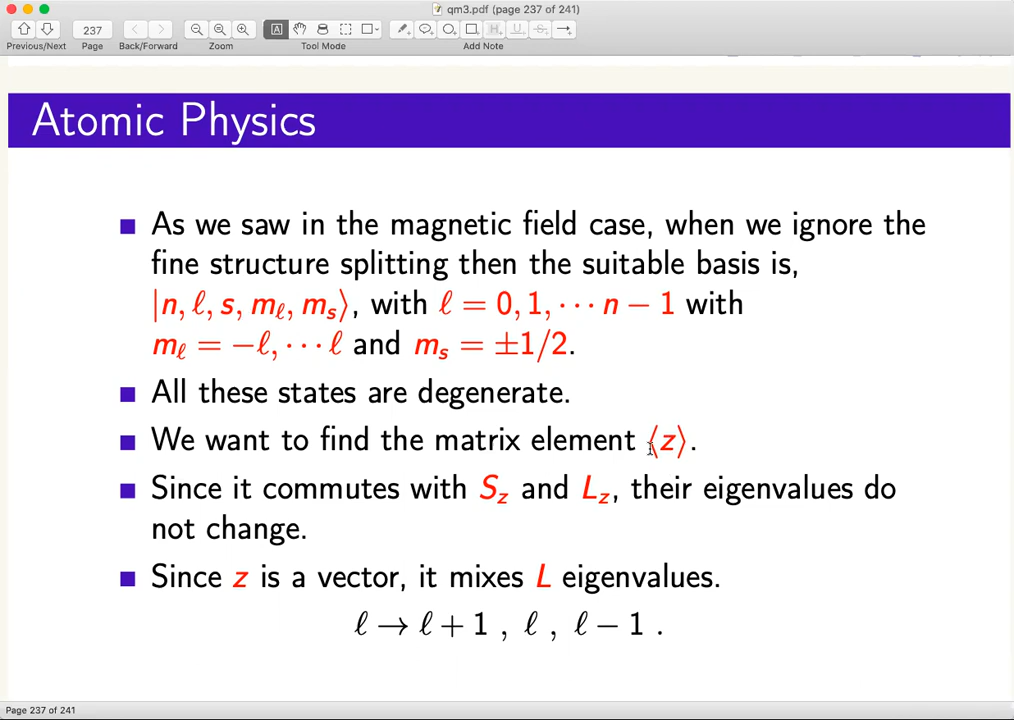 qm3.pdf (page 237 of 241)
237
A
H U S
Previous/Next Page Back/Forward Zoom Tool Mode Add Note
Atomic Physics
As we saw in the magnetic field case, when we ignore the
fine structure splitting then the suitable basis is,
|n, ℓ, s, mℓ, ms⟩, with ℓ = 0, 1, ⋯ n − 1 with
mℓ = −ℓ, ⋯ ℓ and ms = ±1/2.
All these states are degenerate.
We want to find the matrix element ⟨z⟩.
Since it commutes with Sz and Lz, their eigenvalues do
not change.
Since z is a vector, it mixes L eigenvalues.
ℓ → ℓ + 1 , ℓ , ℓ − 1 .
Page 237 of 241